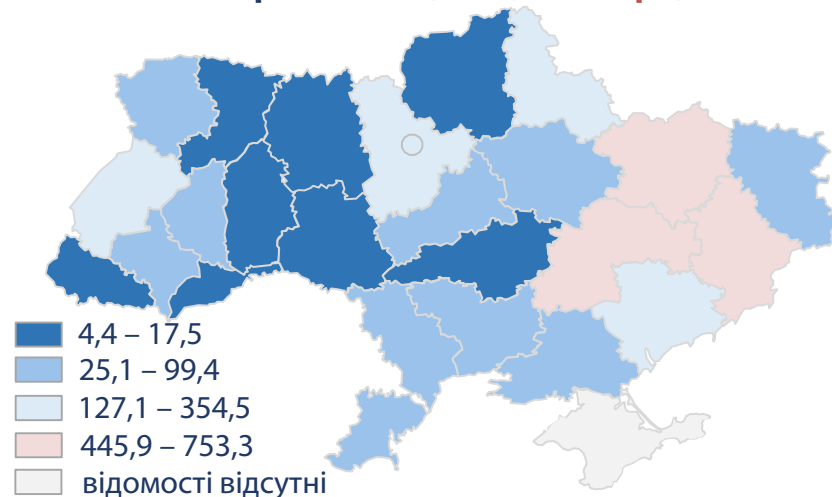 4,4 – 17,5
25,1 – 99,4
127,1 – 354,5
445,9 – 753,3
відомості відсутні